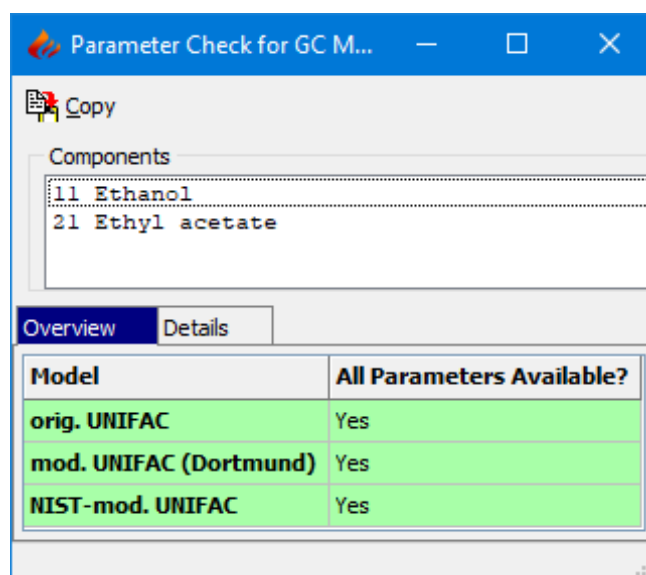 Parameter Check for GC M...
Copy
Components
11 Ethanol
21 Ethyl acetate
Overview Details
Model All Parameters Available?
orig. UNIFAC Yes
mod. UNIFAC (Dortmund) Yes
NIST-mod. UNIFAC Yes